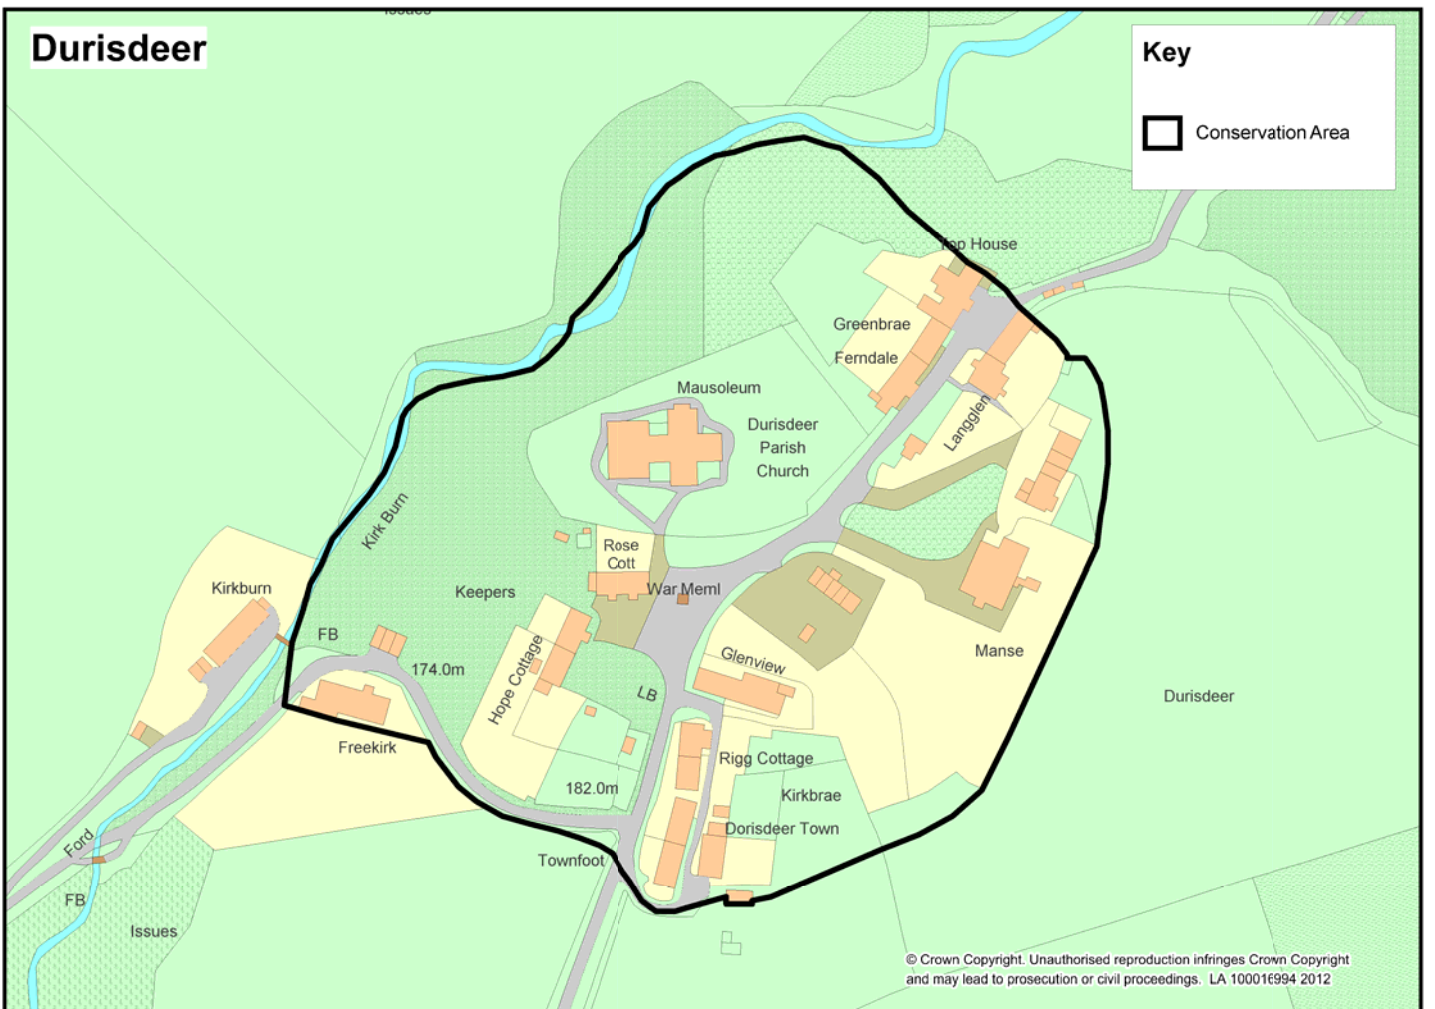 Issues
Durisdeer
Key
Conservation Area
Top House
Greenbrae
Ferndale
Mausoleum
Durisdeer
Parish
Church
Langglen
Kirk Burn
Rose
Cott
Kirkburn
Keepers
War Meml
FB
174.0m
Hope Cottage
LB
Glenview
Manse
Durisdeer
Freekirk
Rigg Cottage
182.0m
Kirkbrae
Dorisdeer Town
Ford
Townfoot
FB
Issues
© Crown Copyright. Unauthorised reproduction infringes Crown Copyright
and may lead to prosecution or civil proceedings. LA 100016994 2012